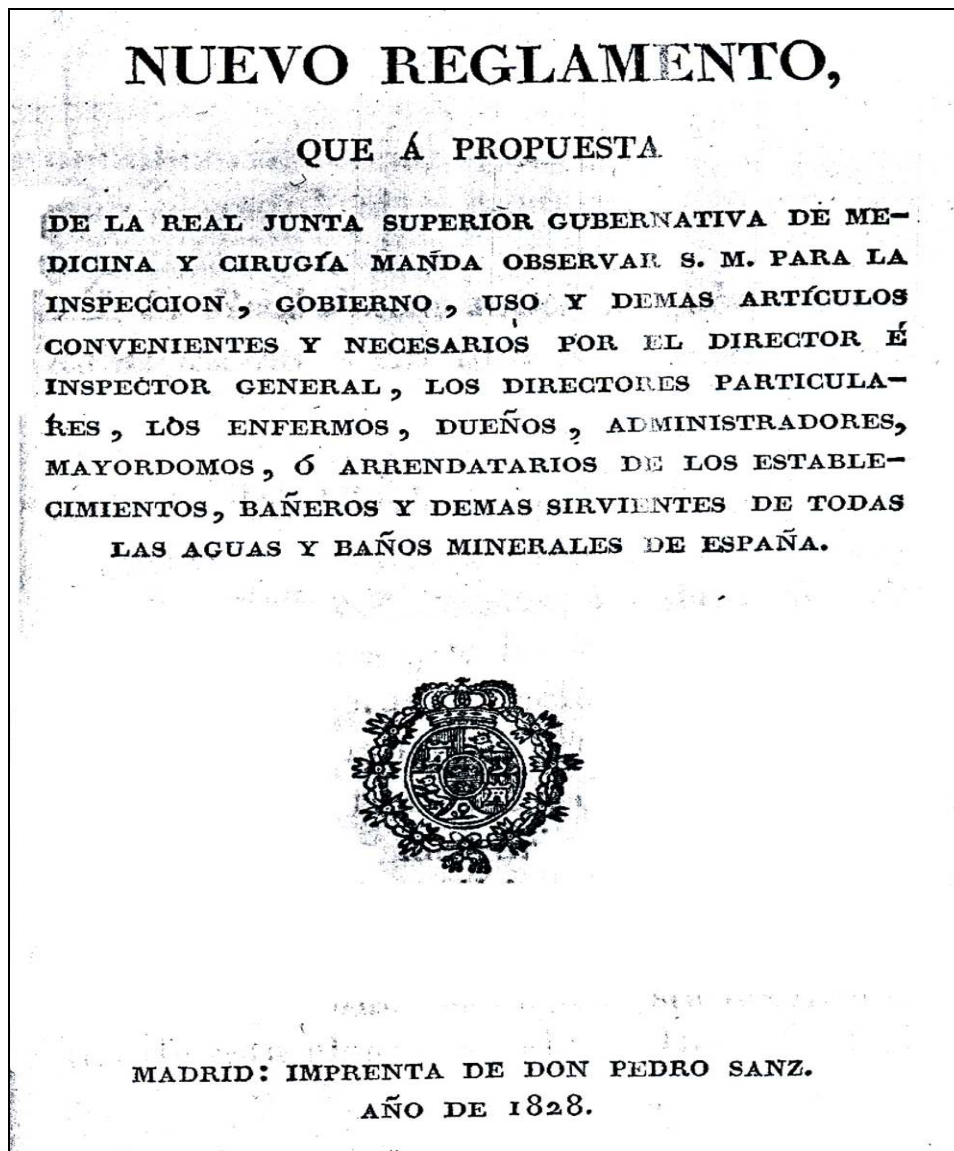 NUEVO REGLAMENTO,
QUE Á PROPUESTA
DE LA REAL JUNTA SUPERIOR GUBERNATIVA DE ME-
DICINA Y CIRUGÍA MANDA OBSERVAR S. M. PARA LA
INSPECCION, GOBIERNO, USO Y DEMAS ARTÍCULOS
CONVENIENTES Y NECESARIOS POR EL DIRECTOR É
INSPECTOR GENERAL, LOS DIRECTORES PARTICULA-
RES, LOS ENFERMOS, DUEÑOS, ADMINISTRADORES,
MAYORDOMOS, Ó ARRENDATARIOS DE LOS ESTABLE-
CIMIENTOS, BAÑEROS Y DEMAS SIRVIENTES DE TODAS
LAS AGUAS Y BAÑOS MINERALES DE ESPAÑA.
MADRID: IMPRENTA DE DON PEDRO SANZ.
AÑO DE 1828.